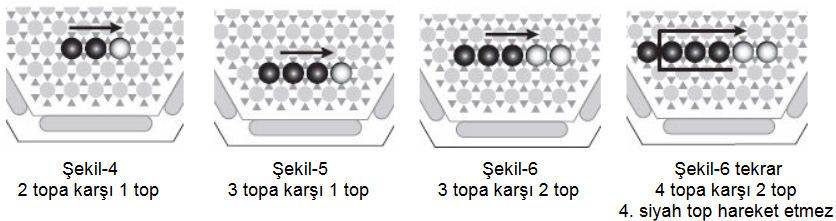 Şekil-4
2 topa karşı 1 top
Şekil-5
3 topa karşı 1 top
Şekil-6
3 topa karşı 2 top
Şekil-6 tekrar
4 topa karşı 2 top
4. siyah top hareket etmez